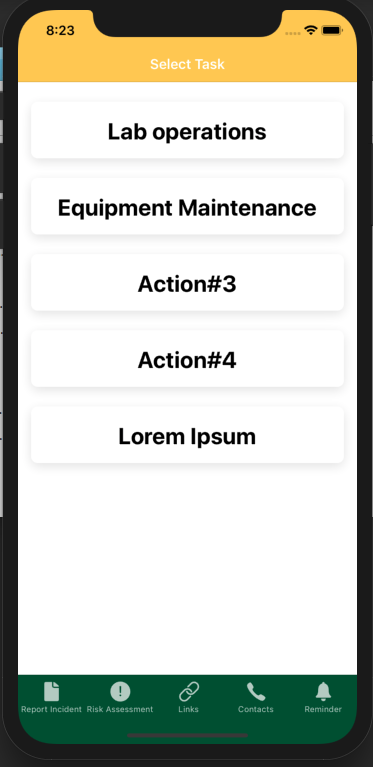 8:23
Select Task
Lab operations
Equipment Maintenance
Action#3
Action#4
Lorem Ipsum
Report Incident
Risk Assessment
Links
Contacts
Reminder